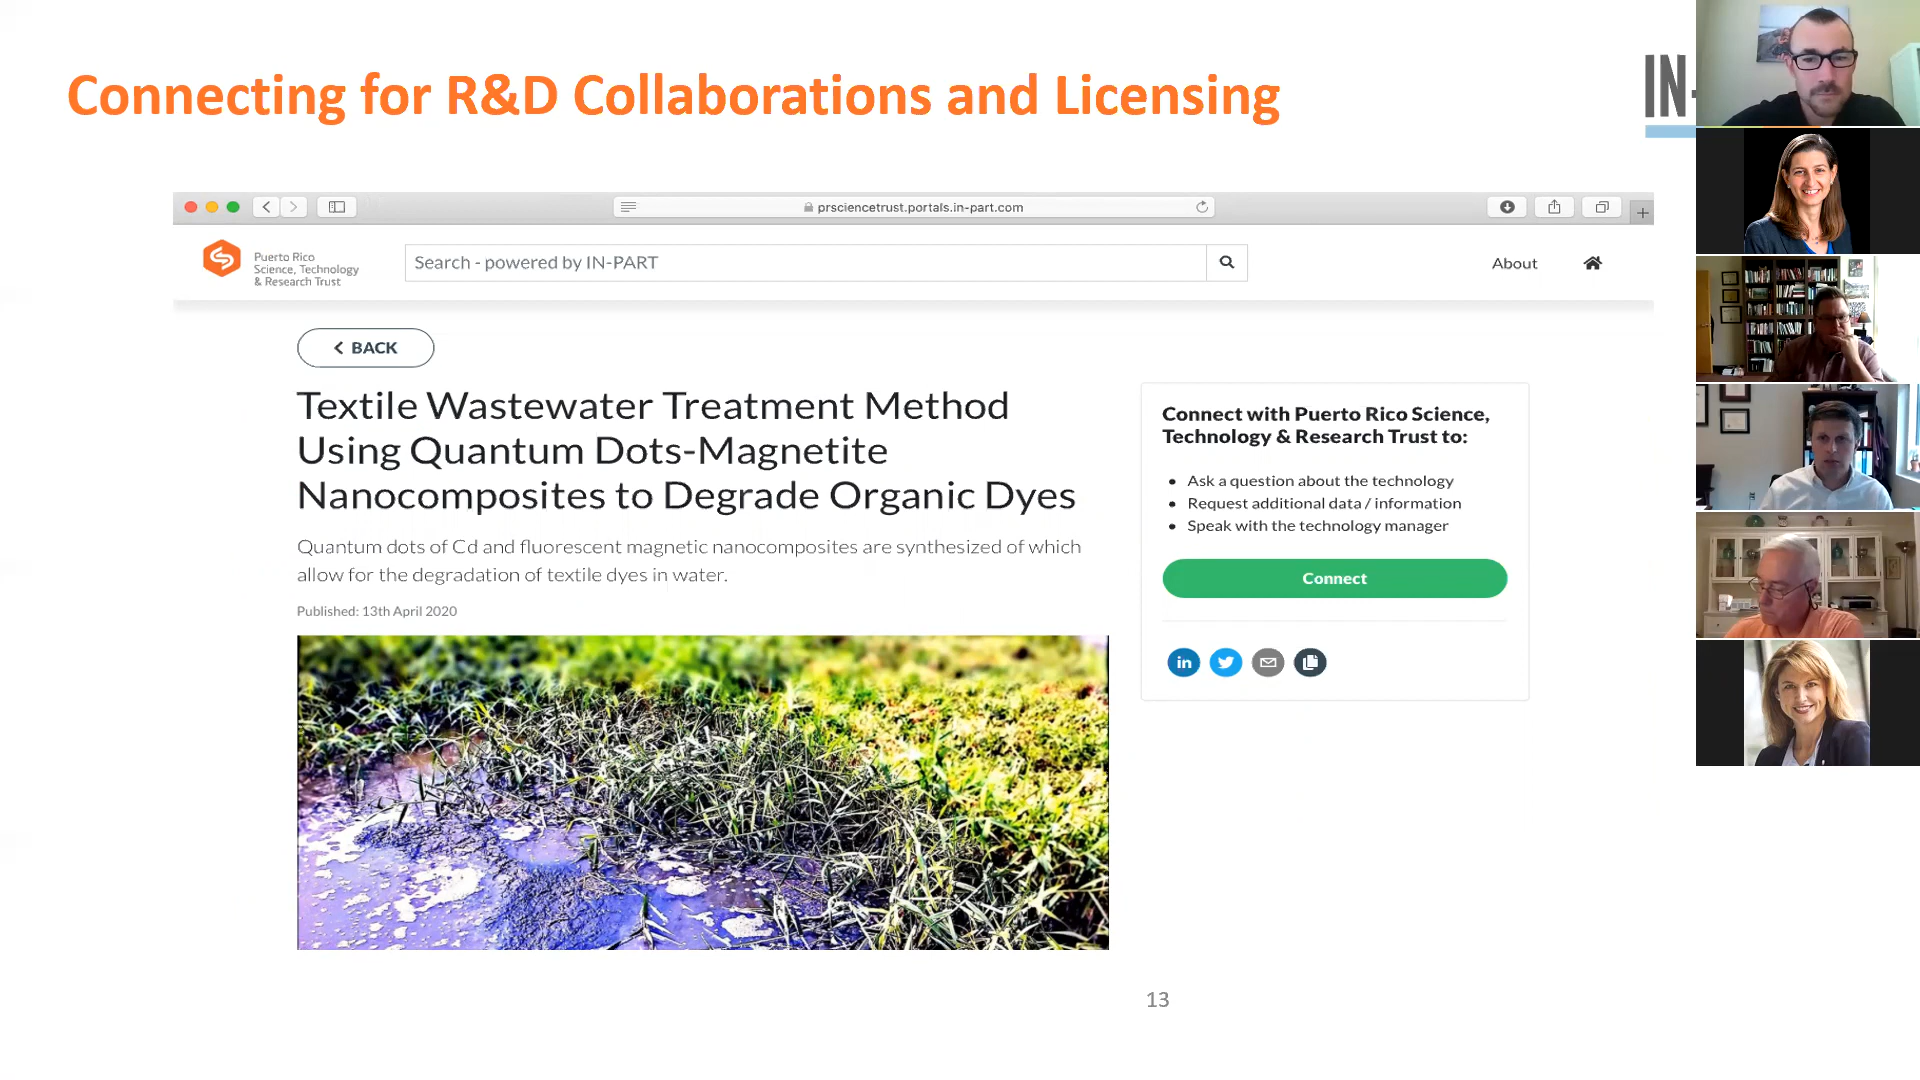 Connecting for R&D Collaborations and Licensing
IN-
prsciencetrust.portals.in-part.com
Puerto Rico
Science, Technology
& Research Trust
Search - powered by IN-PART
About
BACK
Textile Wastewater Treatment Method
Using Quantum Dots-Magnetite
Nanocomposites to Degrade Organic Dyes
Quantum dots of Cd and fluorescent magnetic nanocomposites are synthesized of which
allow for the degradation of textile dyes in water.
Published: 13th April 2020
Connect with Puerto Rico Science,
Technology & Research Trust to:
• Ask a question about the technology
• Request additional data / information
• Speak with the technology manager
Connect
in
13